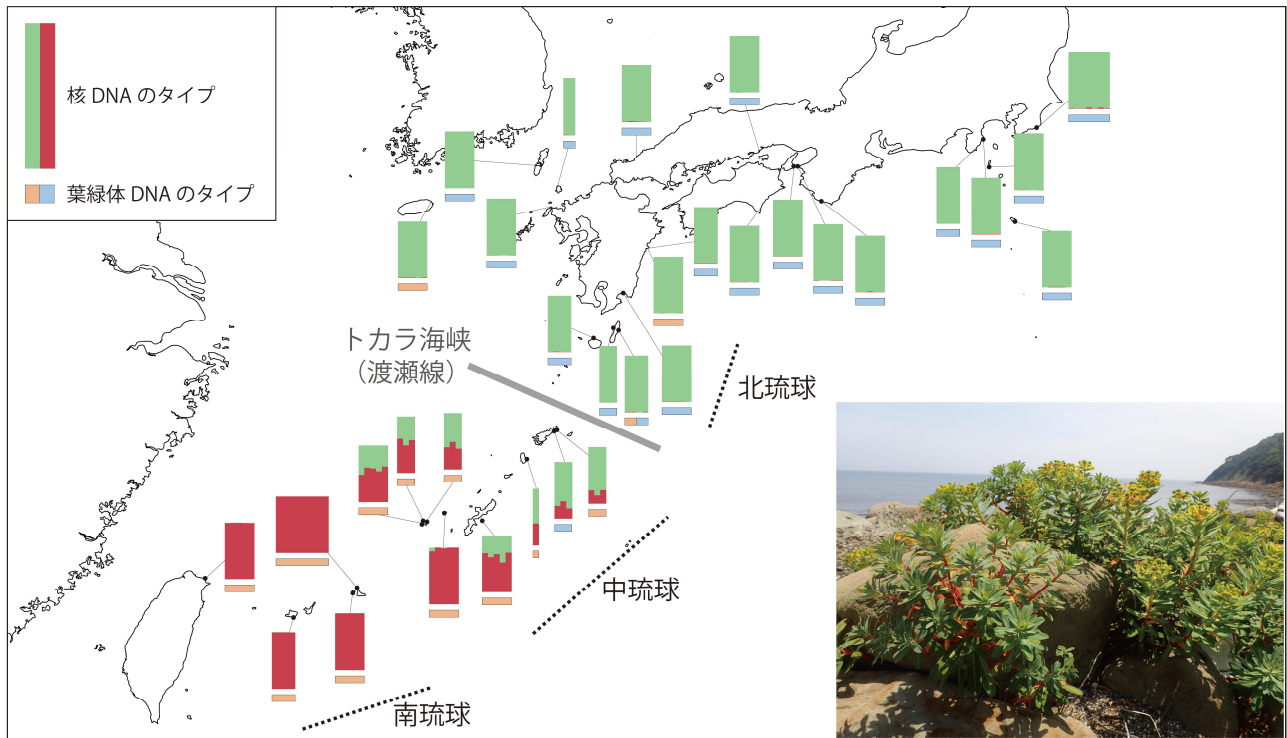 核 DNA のタイプ
葉緑体 DNA のタイプ
トカラ海峡
（渡瀬線）
北琉球
中琉球
南琉球